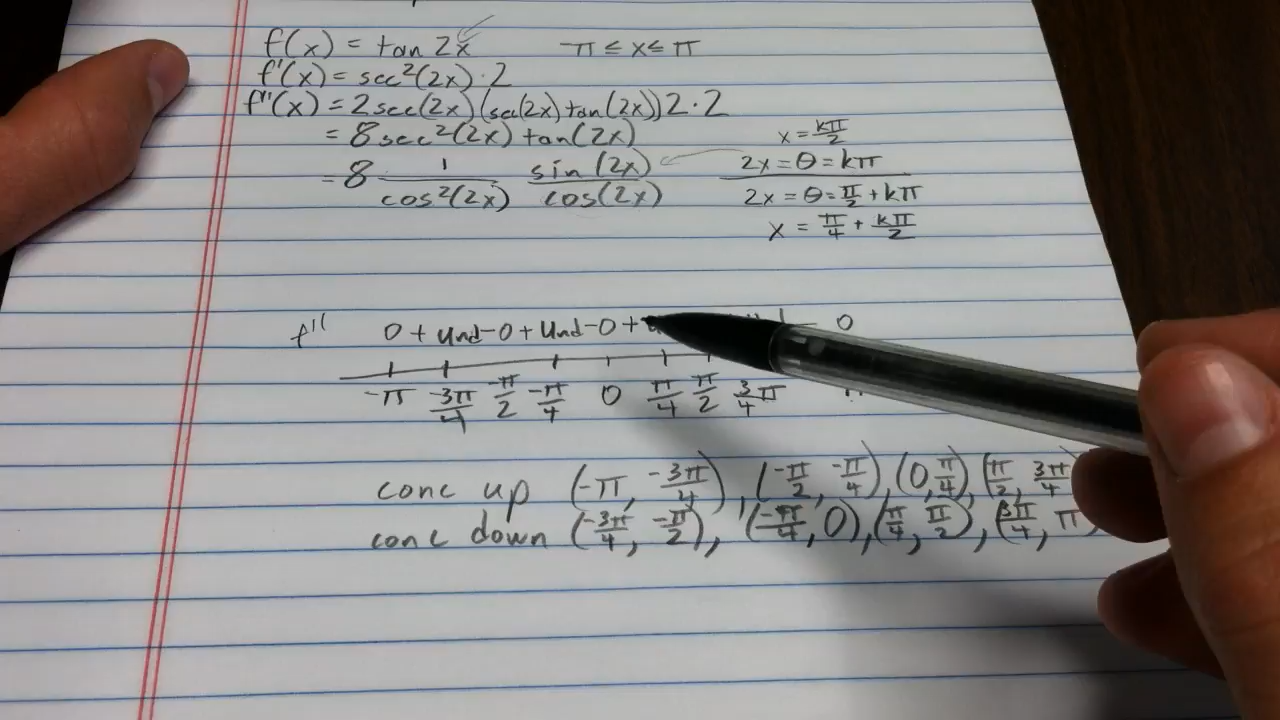 f(x) = tan 2x   -π ≤ x ≤ π
f'(x) = sec²(2x)·2
f''(x) = 2sec(2x)(sec(2x)tan(2x))2·2
= 8sec²(2x)tan(2x)   x = kπ/2
= 8 1/cos²(2x) sin(2x)/cos(2x)   2x = θ = kπ
2x = θ = π/2 + kπ
x = π/4 + kπ/2
f'' 0 + und - 0 + und - 0 + 0
-π -3π/4 -π/2 -π/4 0 π/4 π/2 3/4 π
conc up (-π, -3π/4), (-π/2, -π/4), (0, π/4), (π/2, 3π/4)
conc down (-3π/4, -π/2), (-π/4, 0), (π/4, π/2), (3π/4, π)